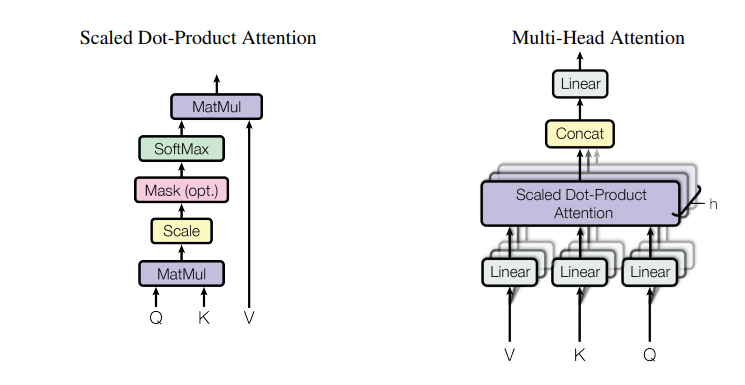 Scaled Dot-Product Attention
MatMul
SoftMax
Mask (opt.)
Scale
MatMul
Q K V
Multi-Head Attention
Linear
Concat
Scaled Dot-Product
Attention
h
Linear Linear Linear
V K Q